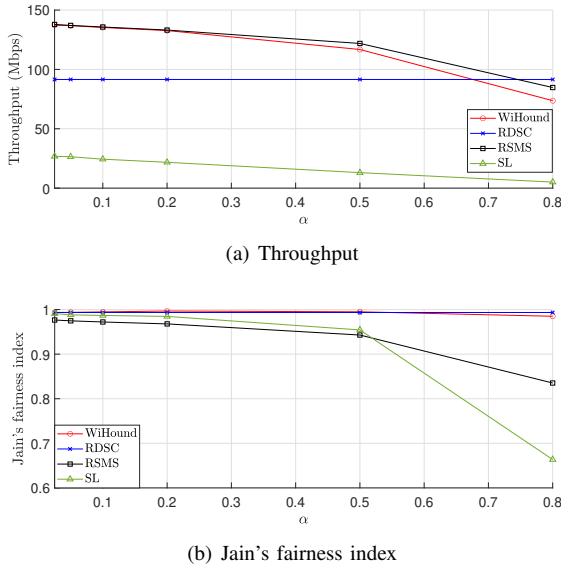 150
100
50
0
Throughput (Mbps)
WiHound
RDSC
RSMS
SL
0.1 0.2 0.3 0.4 0.5 0.6 0.7 0.8
α
(a) Throughput
1
0.9
0.8
0.7
0.6
Jain's fairness index
WiHound
RDSC
RSMS
SL
0.1 0.2 0.3 0.4 0.5 0.6 0.7 0.8
α
(b) Jain's fairness index